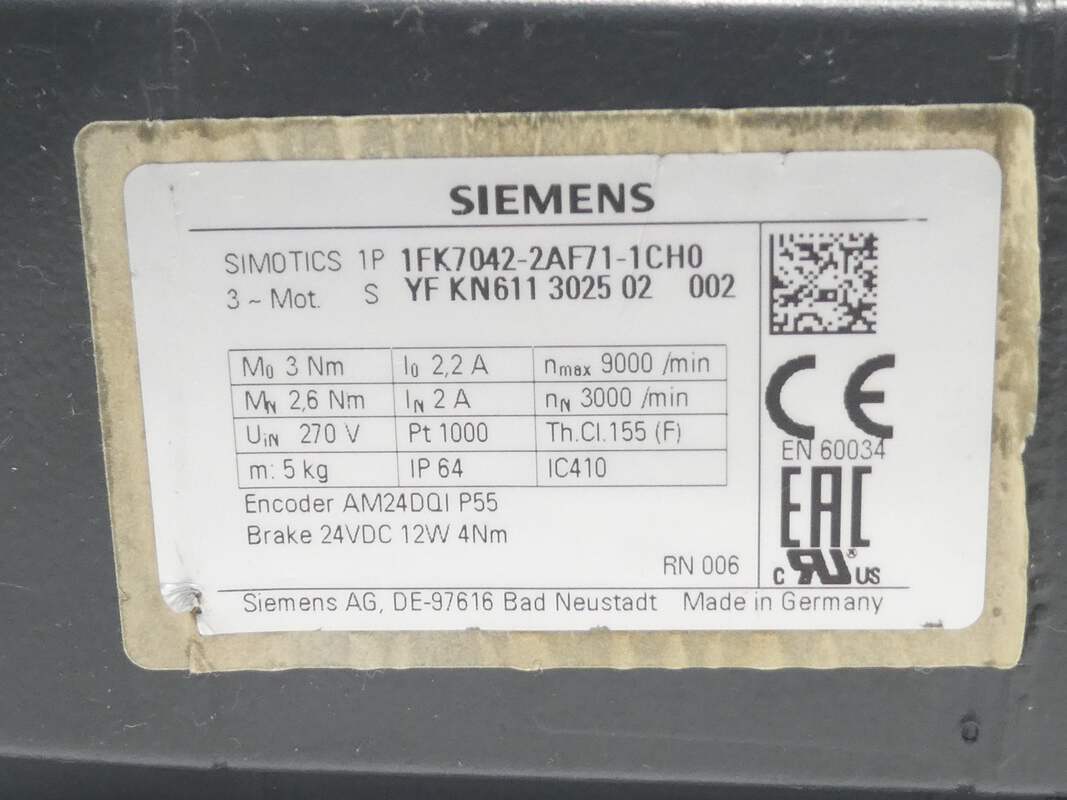 SIEMENS
SIMOTICS 1P 1FK7042-2AF71-1CH0
3 ~ Mot. S YF KN611 3025 02 002
M0 3 Nm I0 2,2 A nmax 9000 /min
MN 2,6 Nm IN 2 A nN 3000 /min
UiN 270 V Pt 1000 Th.Cl.155 (F)
m: 5 kg IP 64 IC410
Encoder AM24DQI P55
Brake 24VDC 12W 4Nm
RN 006
CE
EN 60034
EAC
c RU® US
Siemens AG, DE-97616 Bad Neustadt Made in Germany